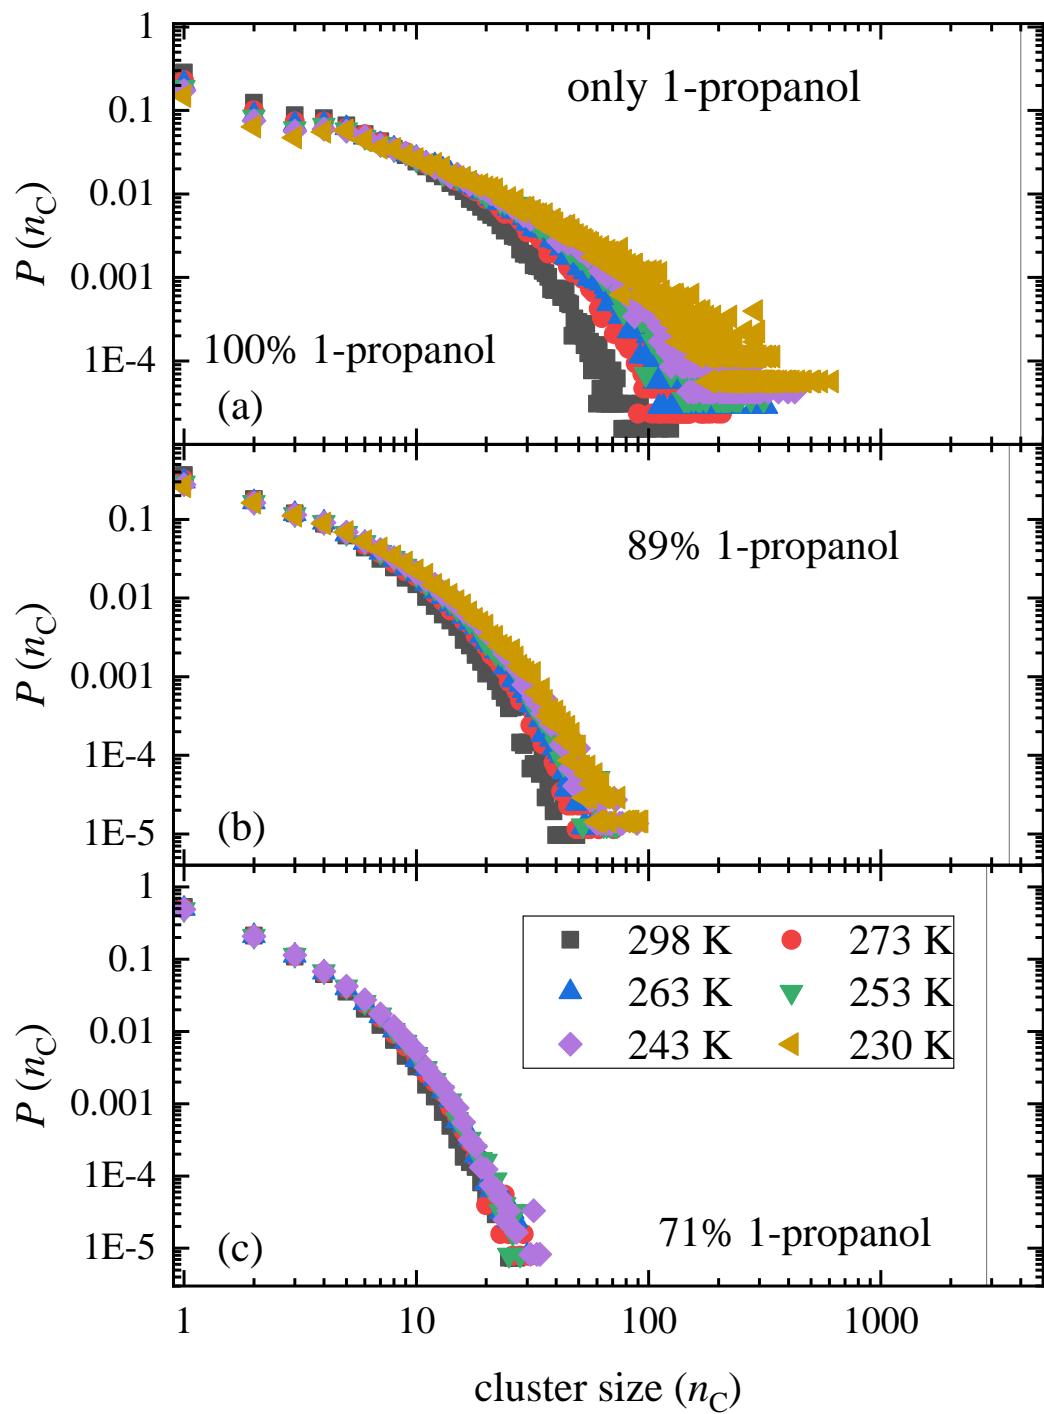 1
only 1-propanol
0.1
0.01
P (nC)
0.001
100% 1-propanol
1E-4
(a)
0.1
89% 1-propanol
0.01
P (nC)
0.001
1E-4
(b)
1E-5
1
298 K 273 K
0.1
263 K 253 K
0.01
243 K 230 K
P (nC)
0.001
1E-4
71% 1-propanol
(c)
1E-5
1 10 100 1000
cluster size (nC)